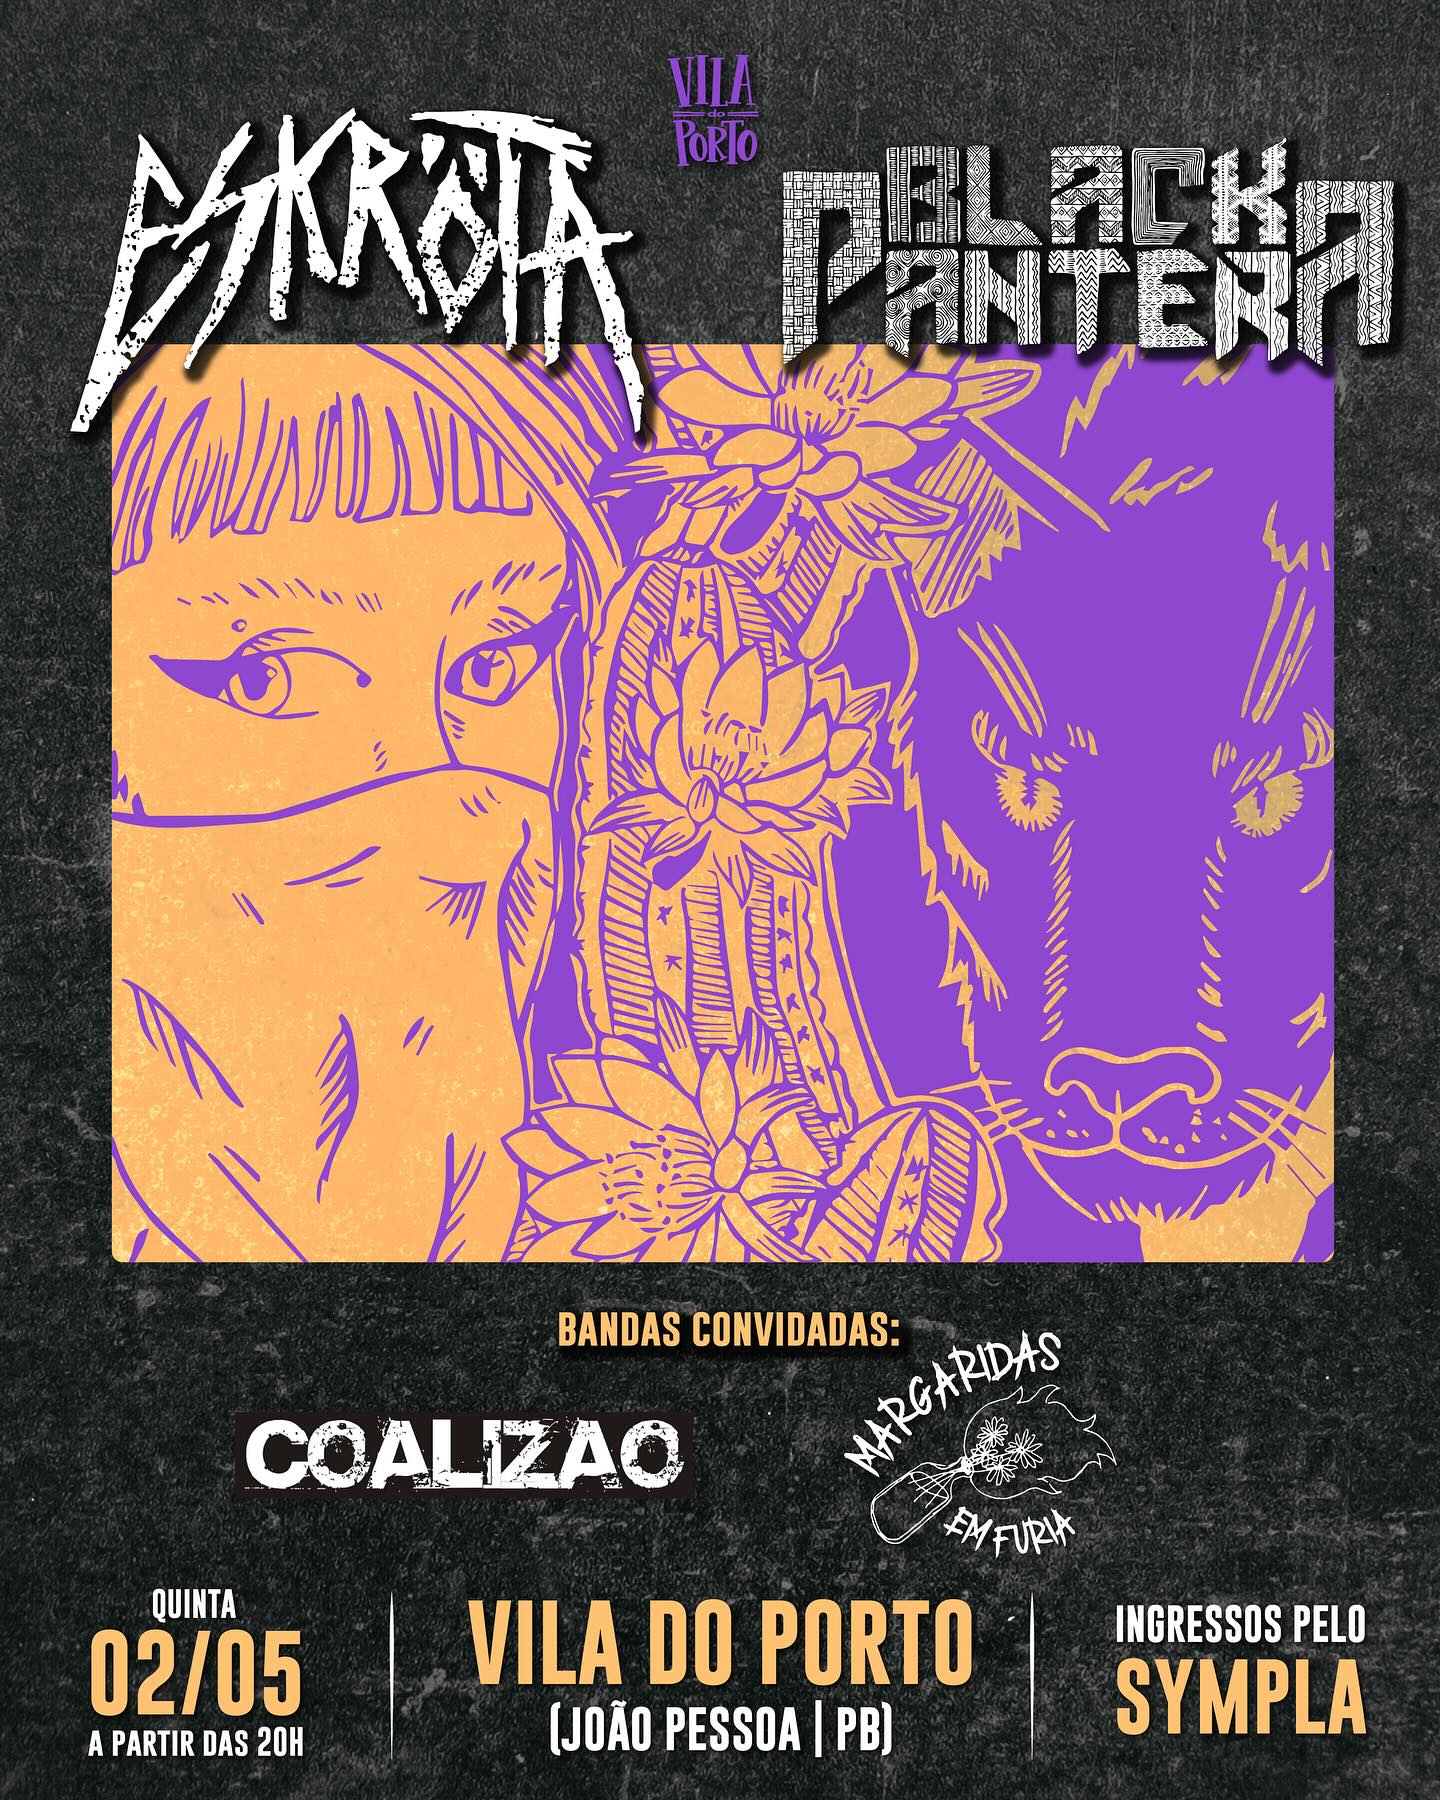 VILA
do
PORTO
ESKRÖTA
BLACK
PANTERA
BANDAS CONVIDADAS:
COALIZAO
MARGARIDAS
EM FURIA
QUINTA
02/05
A PARTIR DAS 20H
VILA DO PORTO
(JOÃO PESSOA | PB)
INGRESSOS PELO
SYMPLA